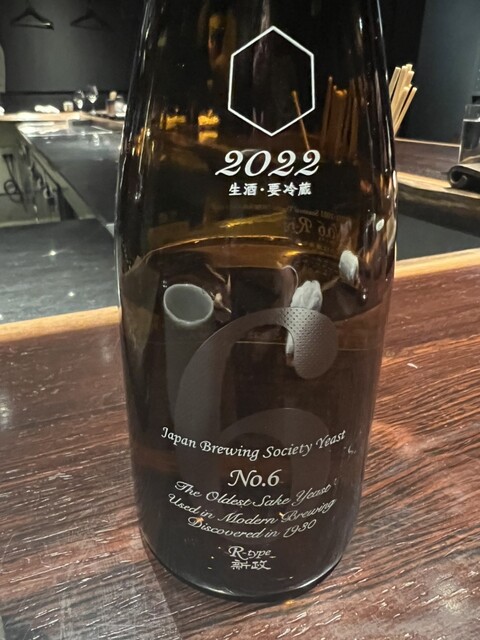 2022
生酒・要冷蔵
6
Japan Brewing Society Yeast
No.6
The Oldest Sake Yeast
Used in Modern Brewing
Discovered in 1930
R-type
新政